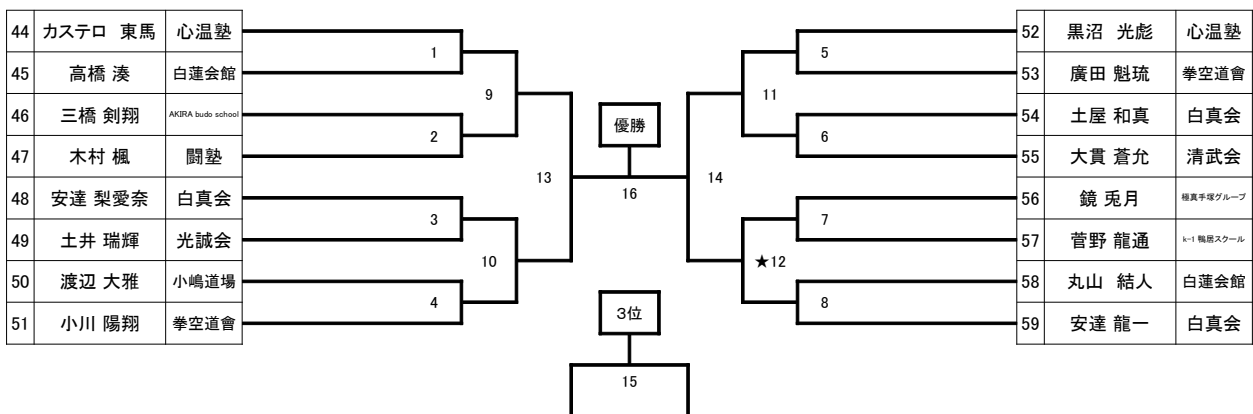 44 カステロ 東馬 心温塾
45 高橋 湊 白蓮会館
46 三橋 剣翔 AKIRA budo school
47 木村 楓 闘塾
48 安達 梨愛奈 白真会
49 土井 瑞輝 光誠会
50 渡辺 大雅 小嶋道場
51 小川 陽翔 拳空道會
1
2
3
4
9
10
13
優勝
16
3位
15
14
11
★12
5
6
7
8
52 黒沼 光彪 心温塾
53 廣田 魁琉 拳空道會
54 土屋 和真 白真会
55 大貫 蒼允 清武会
56 鏡 兎月 極真手塚グループ
57 菅野 龍通 k-1 鴨居スクール
58 丸山 結人 白蓮会館
59 安達 龍一 白真会